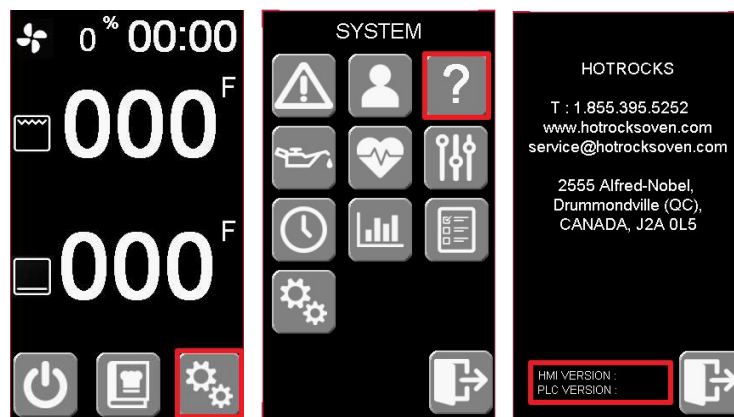 0 % 00:00
000 F
000 F
SYSTEM
?
HOTROCKS
T : 1.855.395.5252
www.hotrocksoven.com
service@hotrocksoven.com
2555 Alfred-Nobel,
Drummondville (QC),
CANADA, J2A 0L5
HMI VERSION :
PLC VERSION :